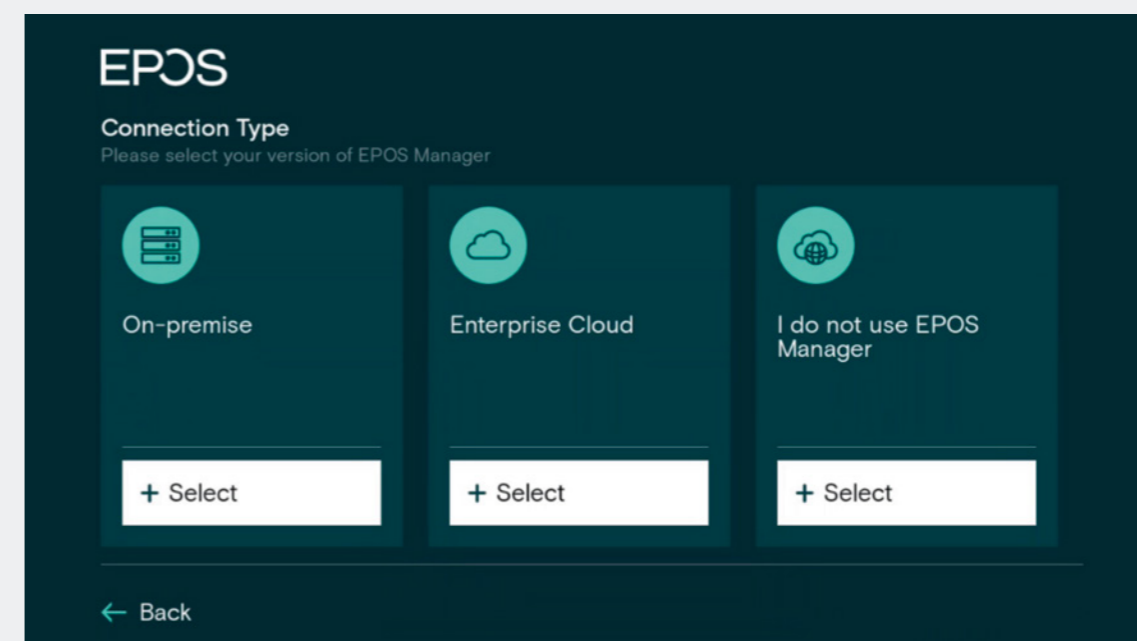 EPOS
Connection Type
Please select your version of EPOS Manager
On-premise
Enterprise Cloud
I do not use EPOS
Manager
+ Select
+ Select
+ Select
← Back